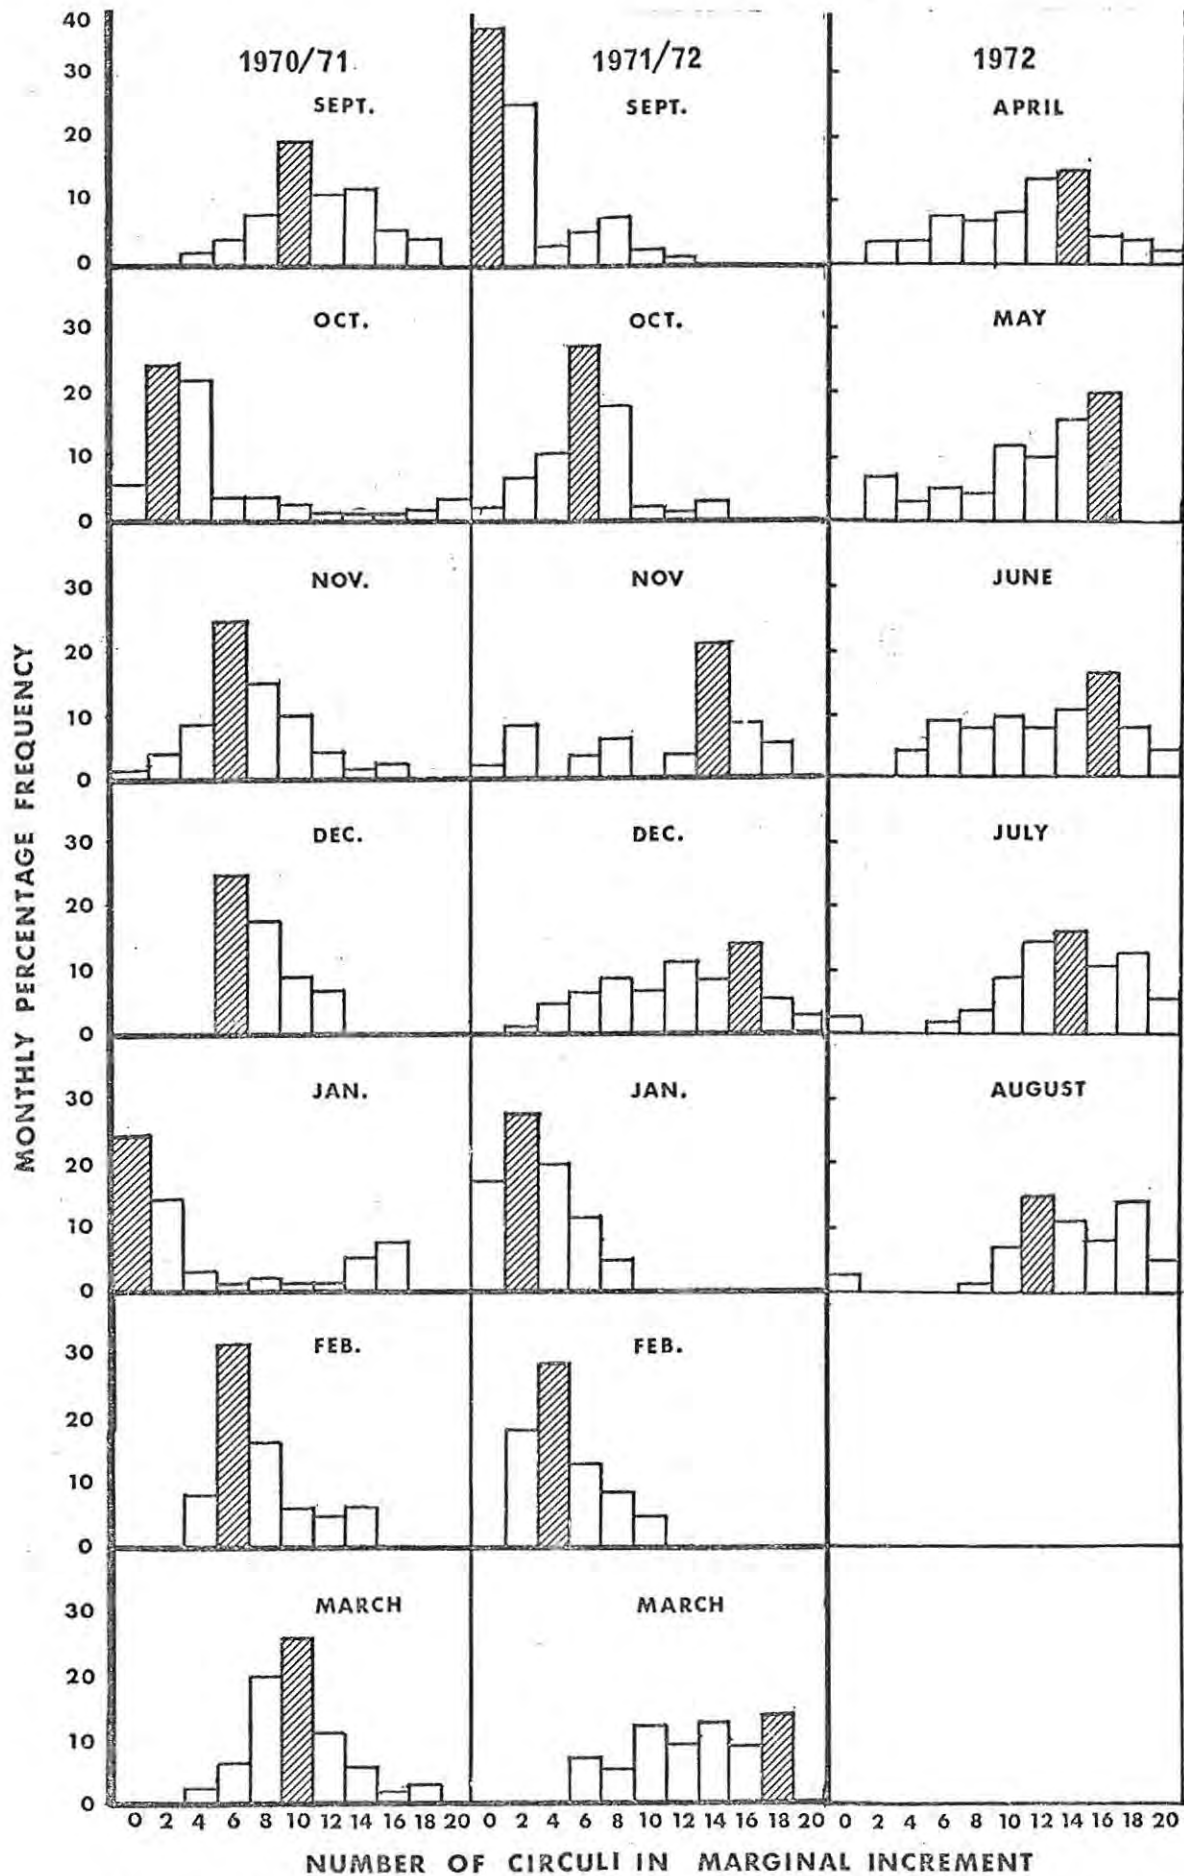 40
1970/71
1971/72
1972
30
SEPT.
SEPT.
APRIL
20
10
0
OCT.
OCT.
MAY
30
20
10
0
NOV.
NOV
JUNE
30
20
10
0
DEC.
DEC.
JULY
30
20
10
0
JAN.
JAN.
AUGUST
30
20
10
0
FEB.
FEB.
30
20
10
0
MARCH
MARCH
30
20
10
0
0 2 4 6 8 10 12 14 16 18 20 0 2 4 6 8 10 12 14 16 18 20 0 2 4 6 8 10 12 14 16 18 20
NUMBER OF CIRCULI IN MARGINAL INCREMENT
MONTHLY PERCENTAGE FREQUENCY